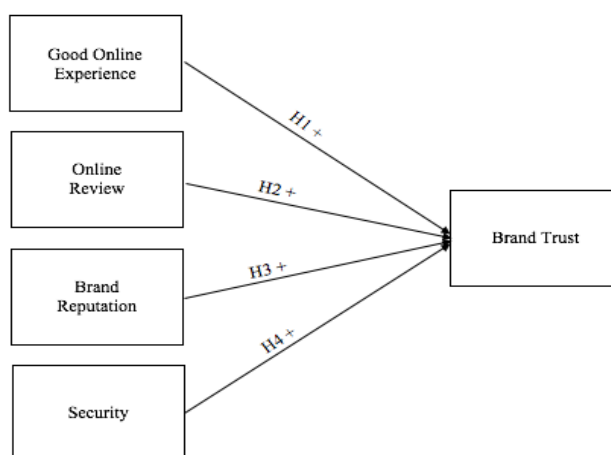 Good Online
Experience
H1 +
Online
Review
H2 +
Brand Trust
Brand
Reputation
H3 +
H4 +
Security